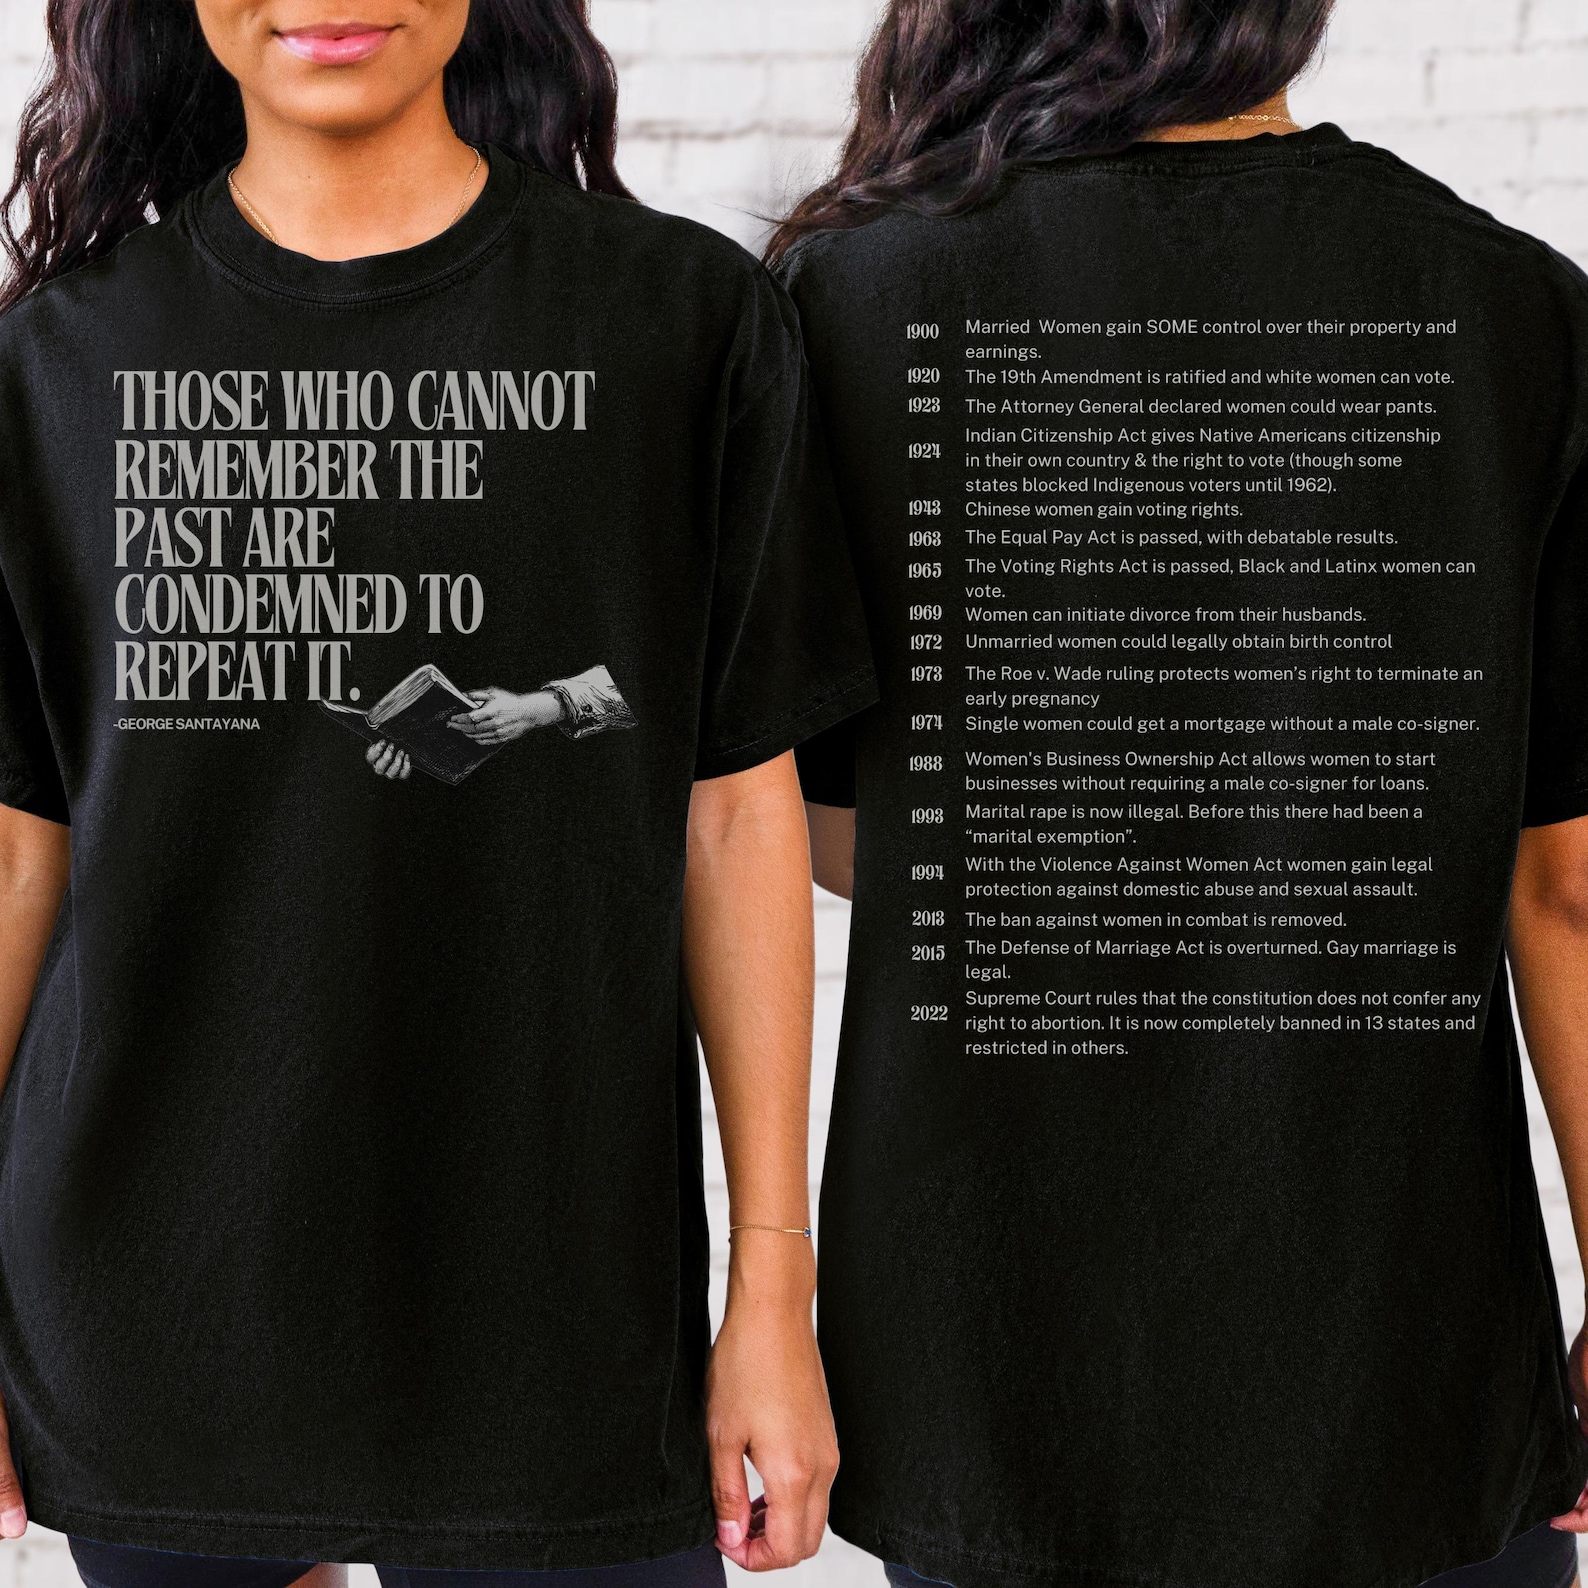 THOSE WHO CANNOT
REMEMBER THE
PAST ARE
CONDEMNED TO
REPEAT IT.
-GEORGE SANTAYANA
1900 Married Women gain SOME control over their property and
earnings.
1920 The 19th Amendment is ratified and white women can vote.
1923 The Attorney General declared women could wear pants.
1924 Indian Citizenship Act gives Native Americans citizenship
in their own country & the right to vote (though some
states blocked Indigenous voters until 1962).
1943 Chinese women gain voting rights.
1963 The Equal Pay Act is passed, with debatable results.
1965 The Voting Rights Act is passed, Black and Latinx women can
vote.
1969 Women can initiate divorce from their husbands.
1972 Unmarried women could legally obtain birth control
1973 The Roe v. Wade ruling protects women’s right to terminate an
early pregnancy
1974 Single women could get a mortgage without a male co-signer.
1988 Women's Business Ownership Act allows women to start
businesses without requiring a male co-signer for loans.
1993 Marital rape is now illegal. Before this there had been a
“marital exemption”.
1994 With the Violence Against Women Act women gain legal
protection against domestic abuse and sexual assault.
2013 The ban against women in combat is removed.
2015 The Defense of Marriage Act is overturned. Gay marriage is
legal.
2022 Supreme Court rules that the constitution does not confer any
right to abortion. It is now completely banned in 13 states and
restricted in others.